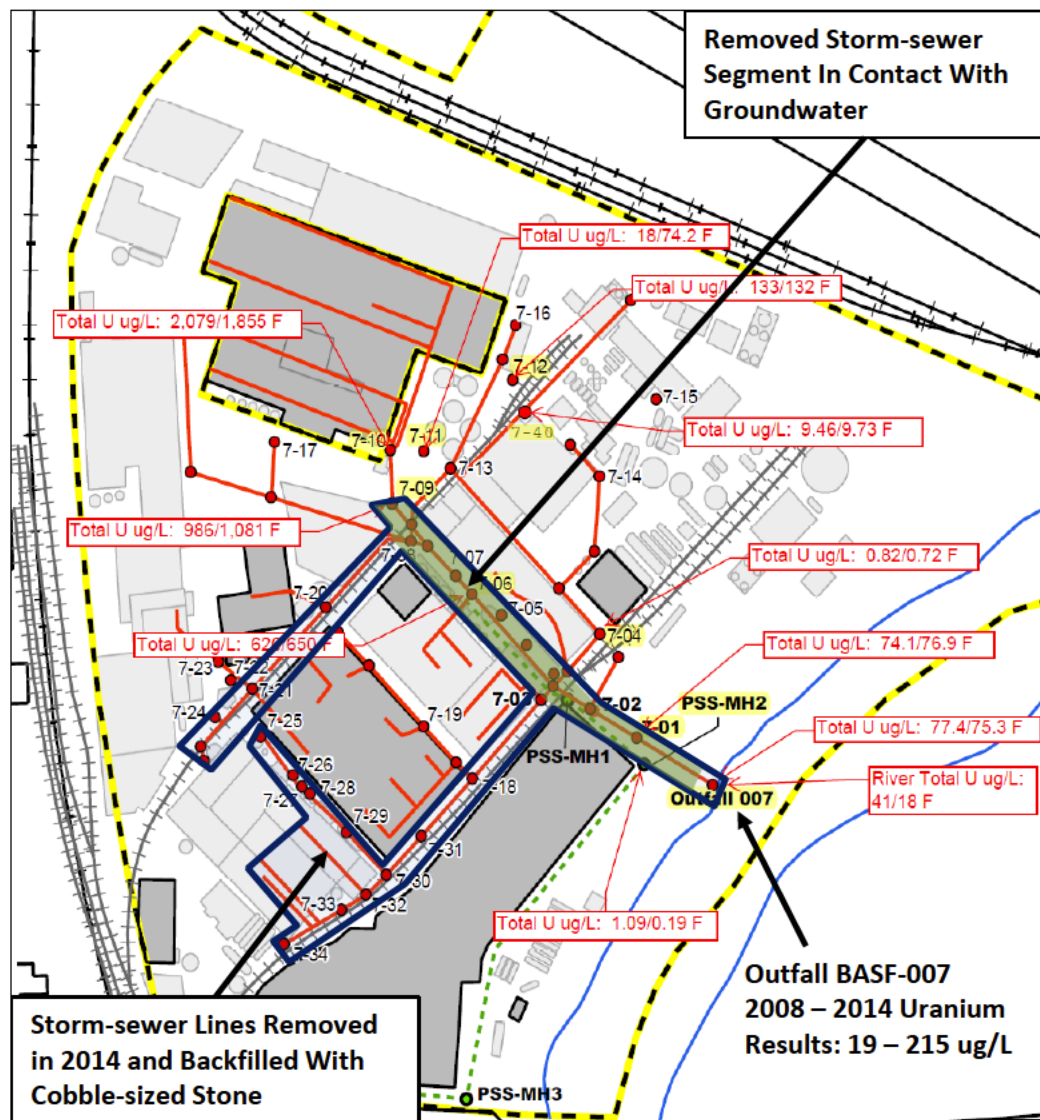 Removed Storm-sewer
Segment In Contact With
Groundwater
Total U ug/L: 18/74.2 F
Total U ug/L: 133/132 F
Total U ug/L: 2,079/1,855 F
7-16
7-12
7-15
7-40
Total U ug/L: 9.46/9.73 F
7-10
7-11
7-17
7-13
7-14
7-09
Total U ug/L: 986/1,081 F
7-07
Total U ug/L: 0.82/0.72 F
7-06
7-20
7-05
7-04
Total U ug/L: 626/650 F
Total U ug/L: 74.1/76.9 F
7-23
7-22
7-21
7-03
7-02
PSS-MH2
7-24
7-25
7-19
7-01
Total U ug/L: 77.4/75.3 F
PSS-MH1
7-26
7-27
7-28
7-18
Outfall 007
River Total U ug/L:
41/18 F
7-29
7-31
7-30
7-32
7-33
Total U ug/L: 1.09/0.19 F
7-34
Outfall BASF-007
2008 – 2014 Uranium
Results: 19 – 215 ug/L
Storm-sewer Lines Removed
in 2014 and Backfilled With
Cobble-sized Stone
PSS-MH3